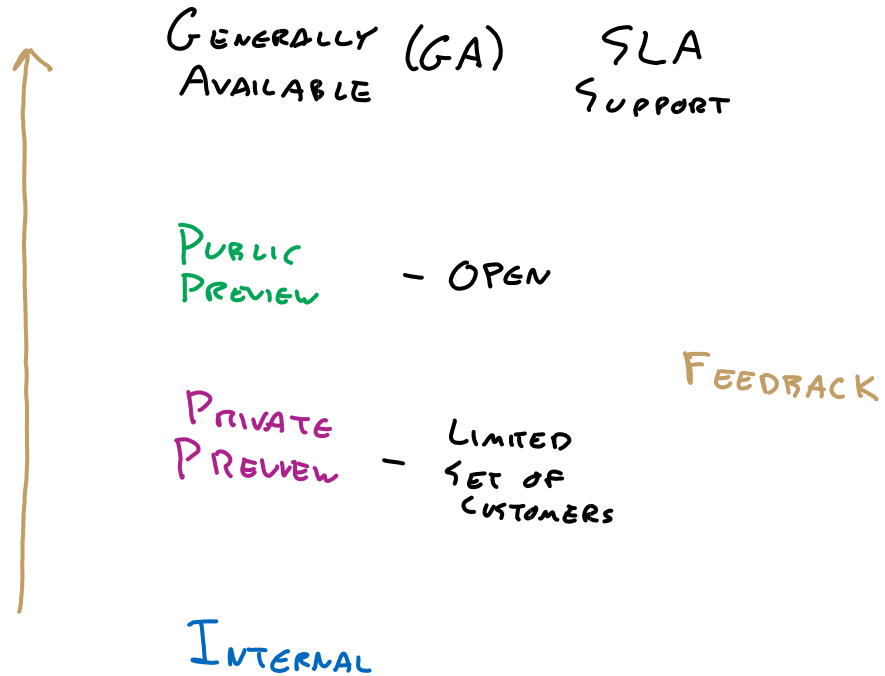 GENERALLY (GA) SLA
AVAILABLE SUPPORT
PUBLIC
PREVIEW - OPEN
FEEDBACK
PRIVATE LIMITED
PREVIEW - SET OF
CUSTOMERS
INTERNAL